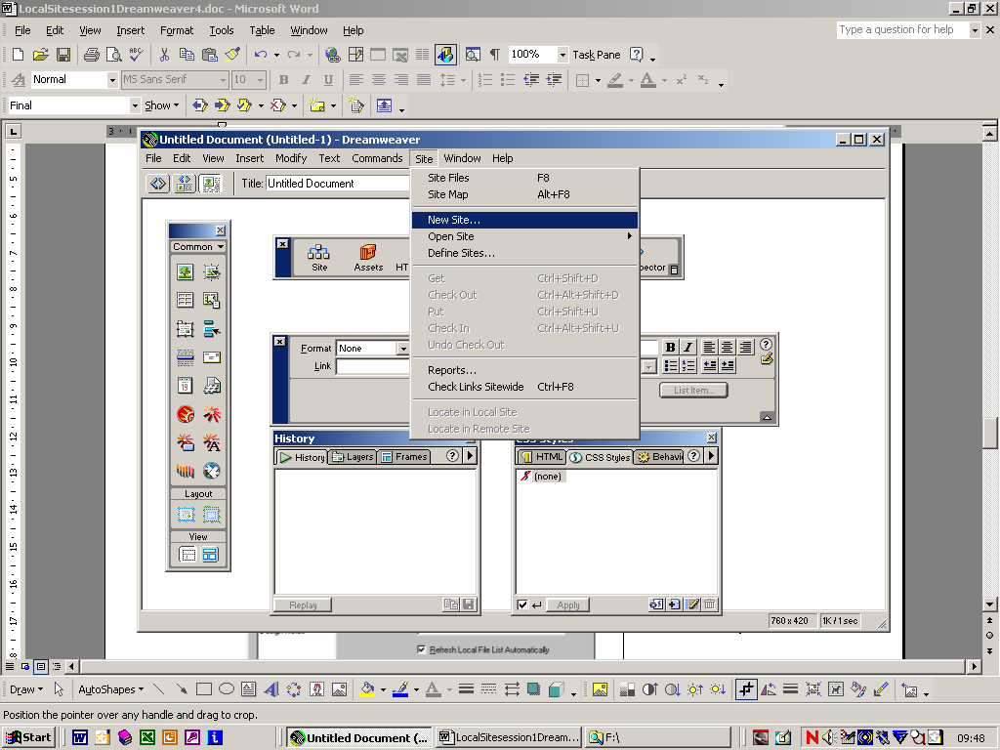 LocalSitesession1Dreamweaver4.doc - Microsoft Word
File Edit View Insert Format Tools Table Window Help
Type a question for help
100% Task Pane
Normal MS Sans Serif 10 B I U
Final Show
Untitled Document (Untitled-1) - Dreamweaver
File Edit View Insert Modify Text Commands Site Window Help
Title: Untitled Document
Site Files F8
Site Map Alt+F8
New Site...
Open Site
Define Sites...
Get Ctrl+Shift+D
Check Out Ctrl+Alt+Shift+D
Put Ctrl+Shift+U
Check In Ctrl+Alt+Shift+U
Undo Check Out
Reports...
Check Links Sitewide Ctrl+F8
Locate in Local Site
Locate in Remote Site
Common
Layout
View
Site Assets HT
pector
Format None
Link
B I
List Item...
History
History Layers Frames
Replay
CSS Styles
HTML CSS Styles Behavi
(none)
Apply
760 x 420 1K / 1 sec
Refresh Local File List Automatically
Draw AutoShapes
Position the pointer over any handle and drag to crop.
Start Untitled Document (... LocalSitesession1Dream... F:\ 09:48